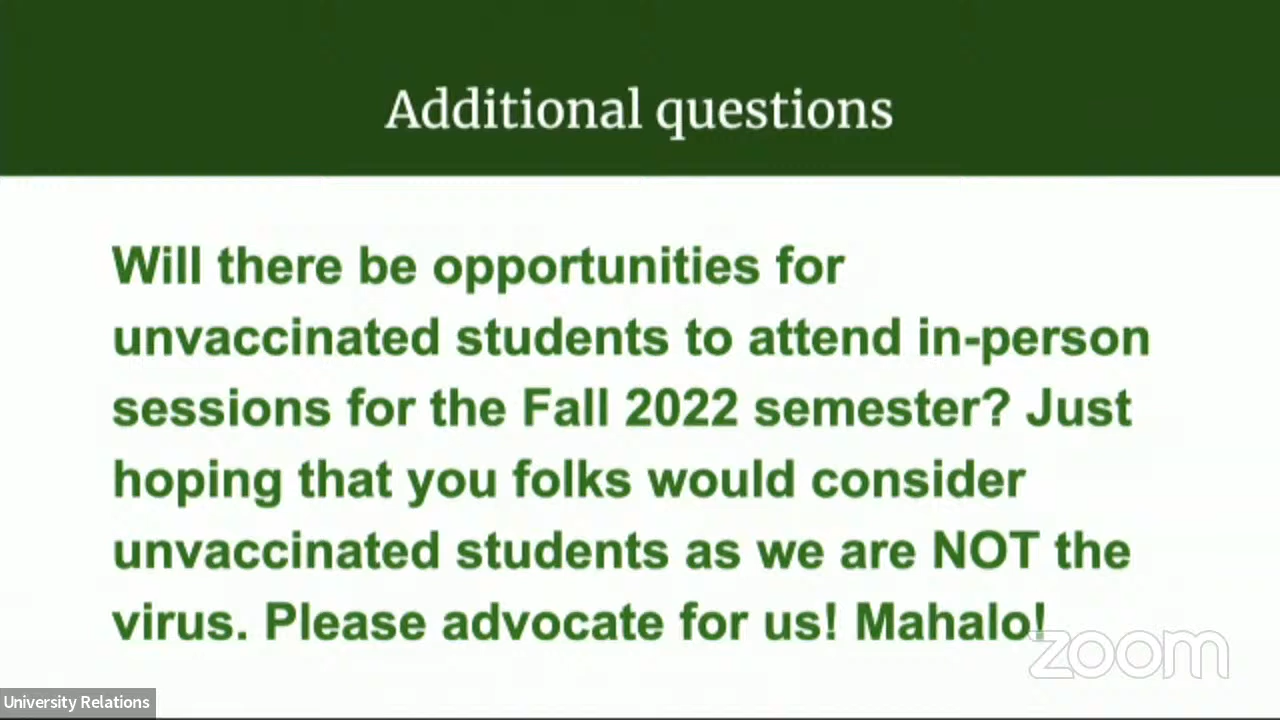 Additional questions
Will there be opportunities for
unvaccinated students to attend in-person
sessions for the Fall 2022 semester? Just
hoping that you folks would consider
unvaccinated students as we are NOT the
virus. Please advocate for us! Mahalo!
zoom
University Relations